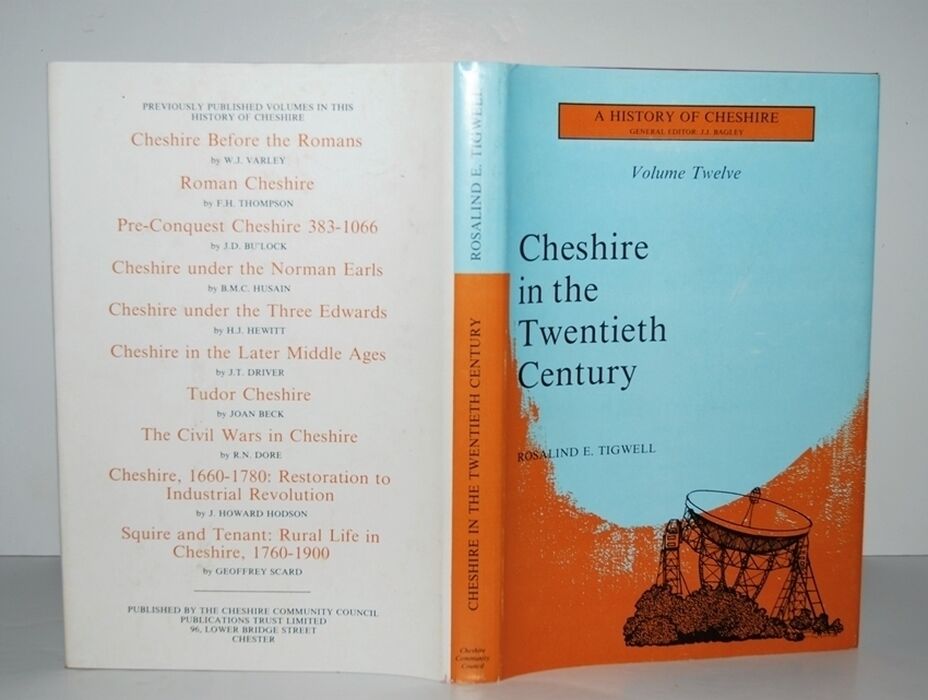 PREVIOUSLY PUBLISHED VOLUMES IN THIS
HISTORY OF CHESHIRE
Cheshire Before the Romans
by W.J. VARLEY
Roman Cheshire
by F.H. THOMPSON
Pre-Conquest Cheshire 383-1066
by J.D. BU'LOCK
Cheshire under the Norman Earls
by B.M.C. HUSAIN
Cheshire under the Three Edwards
by H.J. HEWITT
Cheshire in the Later Middle Ages
by J.T. DRIVER
Tudor Cheshire
by JOAN BECK
The Civil Wars in Cheshire
by R.N. DORE
Cheshire, 1660-1780: Restoration to
Industrial Revolution
by J. HOWARD HODSON
Squire and Tenant: Rural Life in
Cheshire, 1760-1900
by GEOFFREY SCARD
PUBLISHED BY THE CHESHIRE COMMUNITY COUNCIL
PUBLICATIONS TRUST LIMITED
96, LOWER BRIDGE STREET
CHESTER
ROSALIND E. TIGWELL
CHESHIRE IN THE TWENTIETH CENTURY
Cheshire
Community
Council
A HISTORY OF CHESHIRE
GENERAL EDITOR: J.J. BAGLEY
Volume Twelve
Cheshire
in the
Twentieth
Century
ROSALIND E. TIGWELL